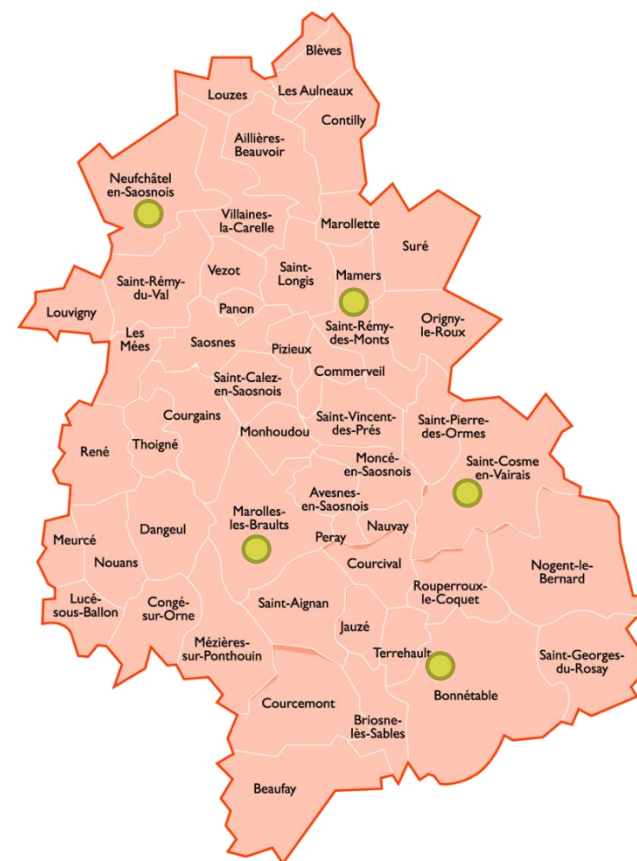 Blèves
Les Aulneaux
Louzes
Contilly
Aillières-
Beauvoir
Neufchâtel
en-Saosnois
Villaines-
la-Carelle
Marollette
Suré
Vezot
Saint-
Longis
Mamers
Saint-Rémy-
du-Val
Louvigny
Panon
Origny-
le-Roux
Les
Mées
Saosnes
Saint-Rémy
des-Monts
Pizieux
Commerveil
Saint-Calez-
en-Saosnois
Courgains
Saint-Vincent-
des-Prés
Saint-Pierre-
des-Ormes
Monhoudou
René
Thoigné
Moncé-
en-Saosnois
Saint-Cosme
en-Vairais
Avesnes-
en-Saosnois
Marolles-
les-Braults
Dangeul
Nauvay
Peray
Meurcé
Nouans
Courcival
Nogent-le-
Bernard
Rouperroux-
le-Coquet
Lucé-
sous-Ballon
Congé-
sur-Orne
Saint-Aignan
Jauzé
Mézières-
sur-Ponthouin
Terrehault
Saint-Georges-
du-Rosay
Bonnétable
Courcemont
Briosne-
lès-Sables
Beaufay